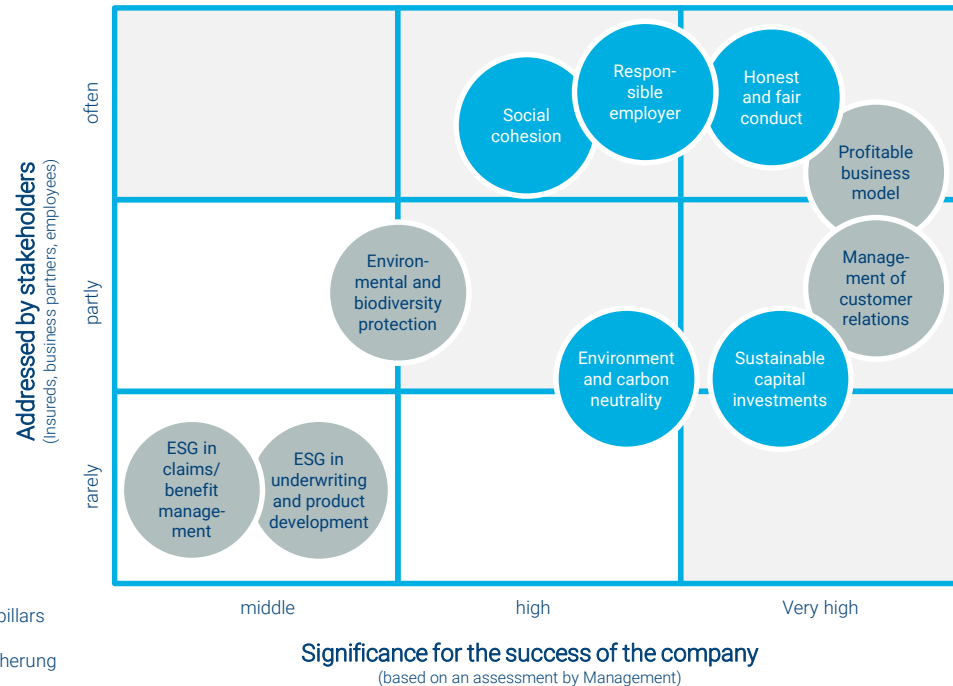 Addressed by stakeholders
(Insureds, business partners, employees)
often
partly
rarely
Social
cohesion
Respon-
sible
employer
Honest
and fair
conduct
Profitable
business
model
Environ-
mental and
biodiversity
protection
Manage-
ment of
customer
relations
Environment
and carbon
neutrality
Sustainable
capital
investments
ESG in
claims/
benefit
manage-
ment
ESG in
underwriting
and product
development
middle
high
Very high
pillars
herung
Significance for the success of the company
(based on an assessment by Management)